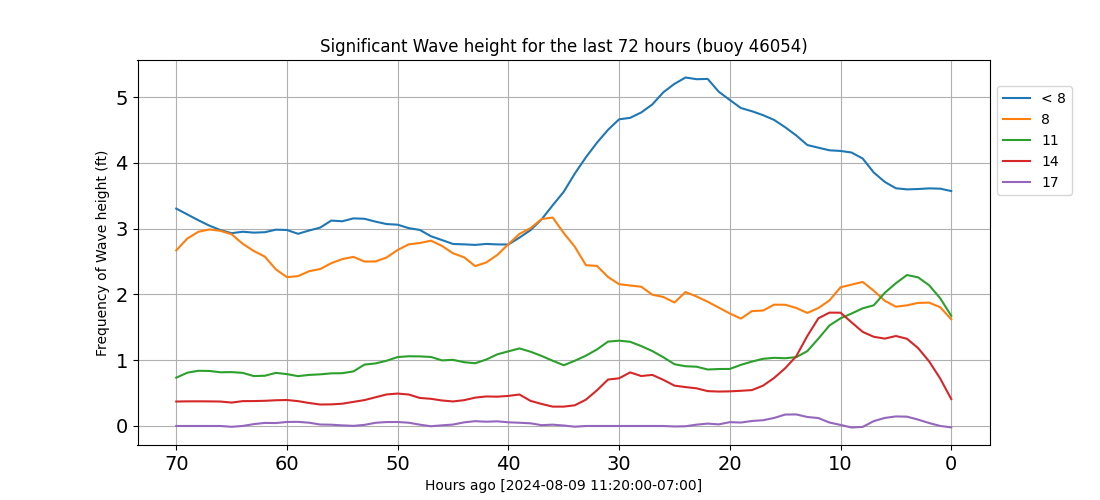 Significant Wave height for the last 72 hours (buoy 46054)
Frequency of Wave height (ft)
5
4
3
2
1
0
70 60 50 40 30 20 10 0
Hours ago [2024-08-09 11:20:00-07:00]
< 8
8
11
14
17